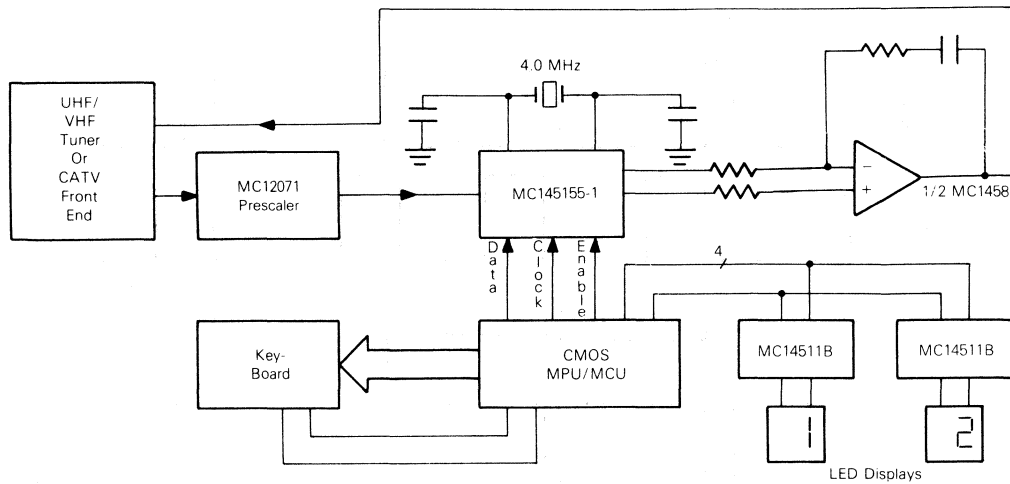 4.0 MHz
UHF/
VHF
Tuner
Or
CATV
Front
End
MC12071
Prescaler
MC145155-1
−
+
1/2 MC1458
Data
Clock
Enable
4
Key-
Board
CMOS
MPU/MCU
MC14511B
MC14511B
1
2
LED Displays